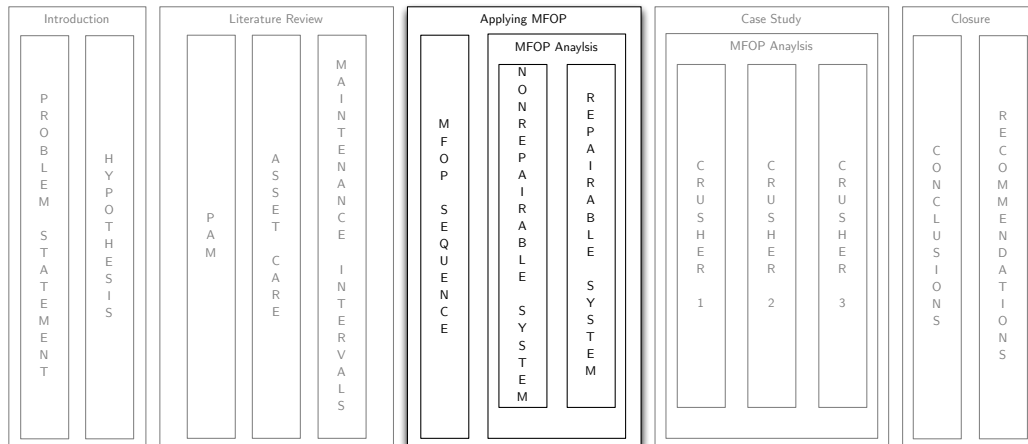 Introduction
PROBLEM STATEMENT
HYPOTHESIS
Literature Review
PAM
ASSET CARE
MAINTENANCE INTERVALS
Applying MFOP
MFOP SEQUENCE
MFOP Anaylsis
NONREPAIRABLE SYSTEM
REPAIRABLE SYSTEM
Case Study
MFOP Anaylsis
CRUSHER 1
CRUSHER 2
CRUSHER 3
Closure
CONCLUSIONS
RECOMMENDATIONS